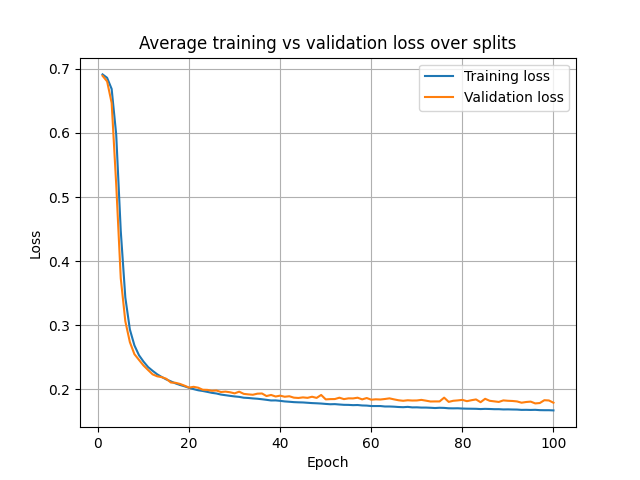 Average training vs validation loss over splits
Training loss
Validation loss
Loss
0.7
0.6
0.5
0.4
0.3
0.2
0 20 40 60 80 100
Epoch